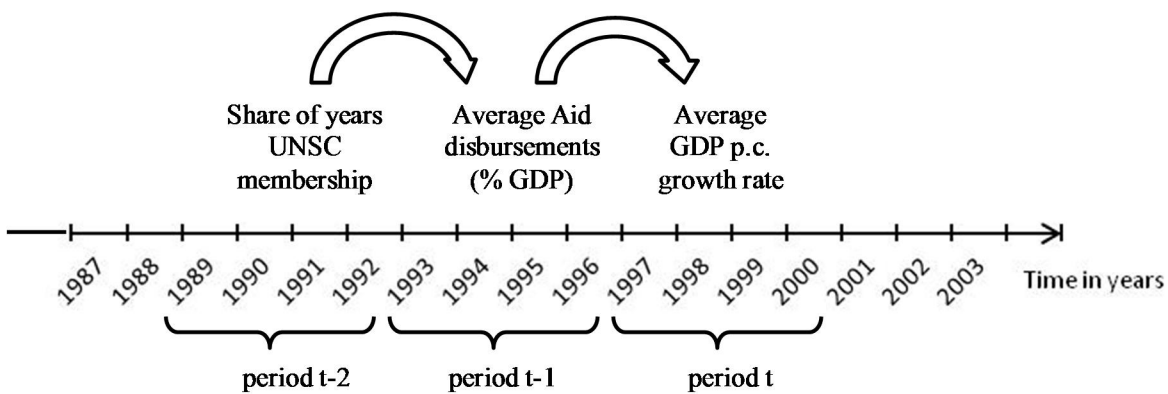 Share of years
UNSC
membership
Average Aid
disbursements
(% GDP)
Average
GDP p.c.
growth rate
1987 1988 1989 1990 1991 1992 1993 1994 1995 1996 1997 1998 1999 2000 2001 2002 2003 Time in years
period t-2 period t-1 period t